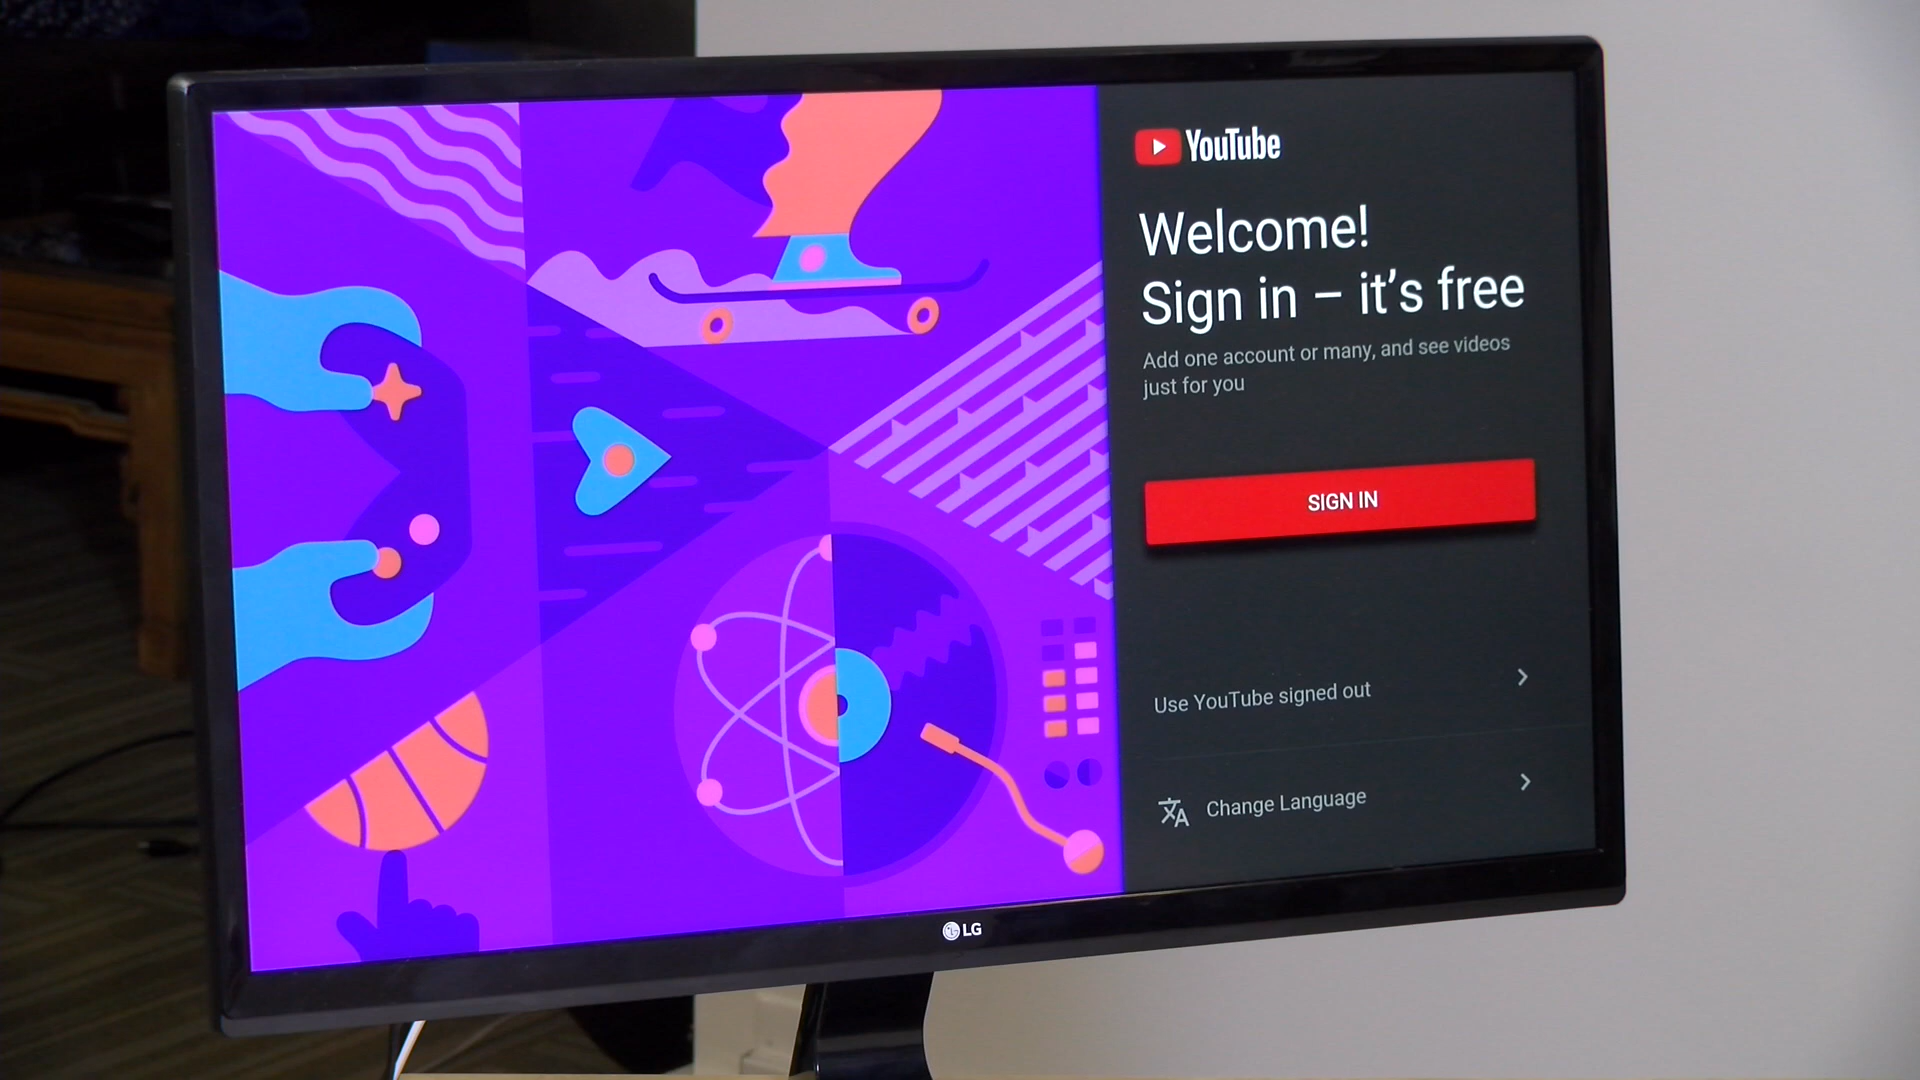 YouTube
Welcome!
Sign in – it’s free
Add one account or many, and see videos
just for you
SIGN IN
Use YouTube signed out
Change Language
LG